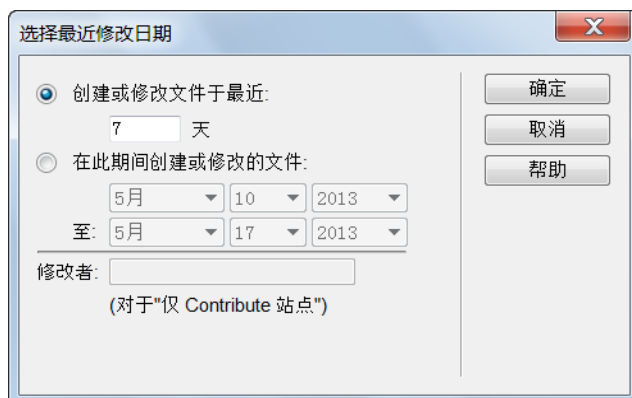 选择最近修改日期
创建或修改文件于最近:
7 天
在此期间创建或修改的文件:
5月 10 2013
至: 5月 17 2013
修改者:
(对于"仅 Contribute 站点")
确定
取消
帮助